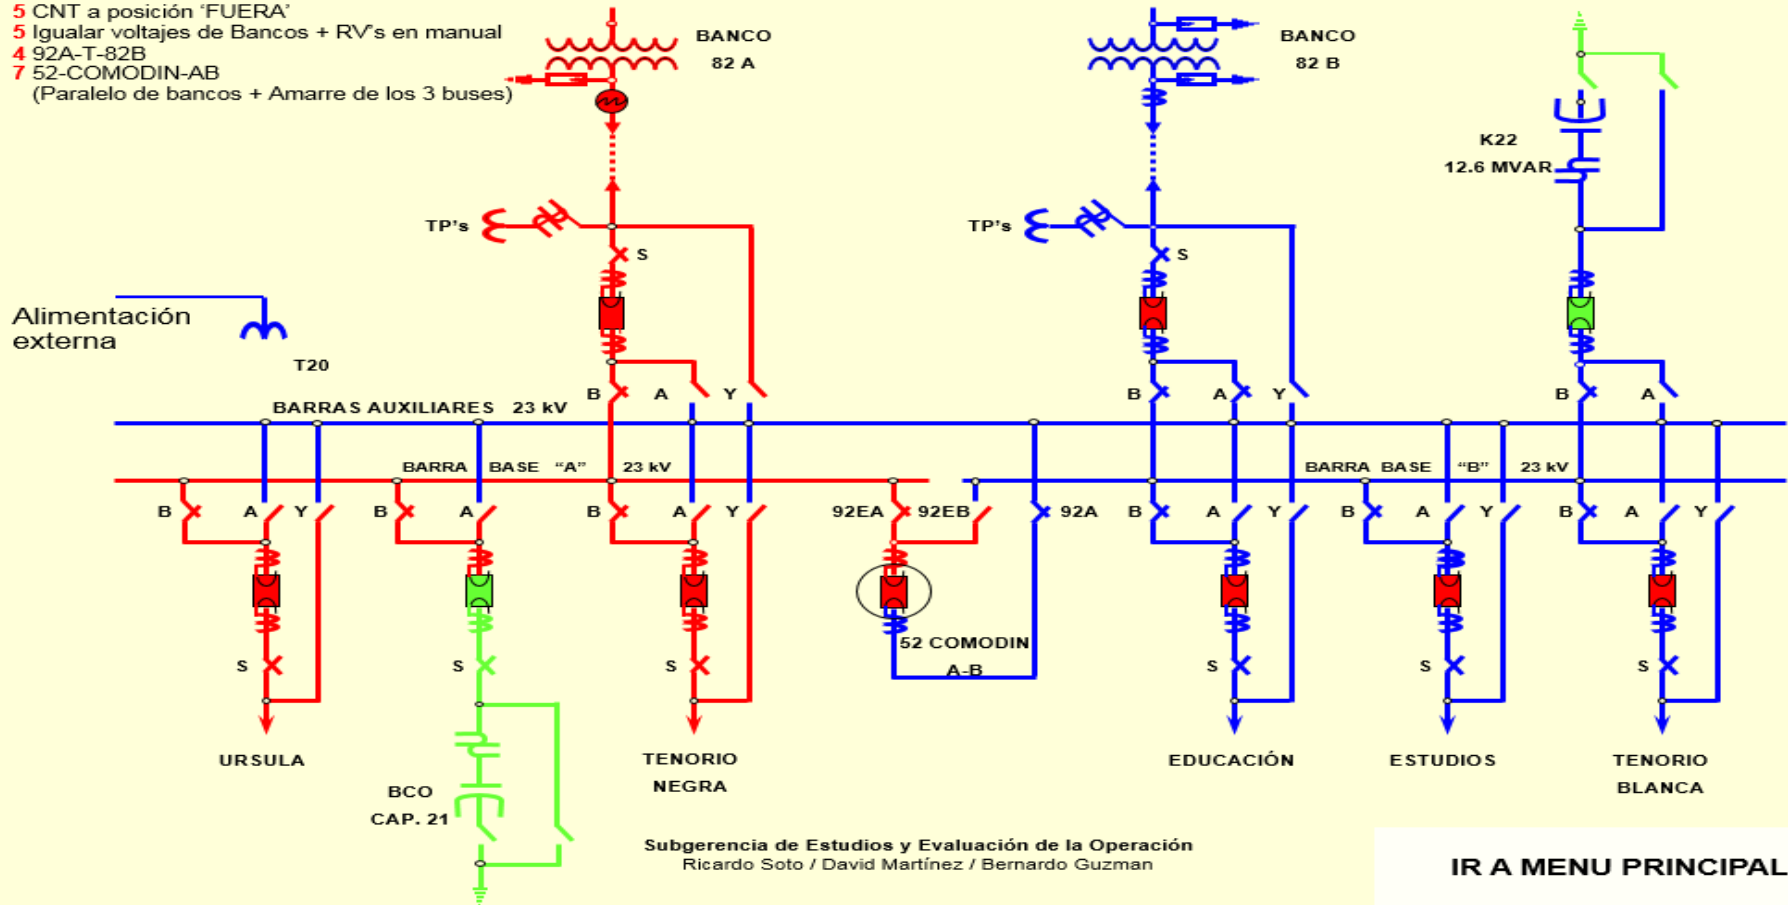 5 CNT a posición ‘FUERA’
5 Igualar voltajes de Bancos + RV's en manual
4 92A-T-82B
7 52-COMODIN-AB
(Paralelo de bancos + Amarre de los 3 buses)
BANCO
82 A
BANCO
82 B
K22
12.6 MVAR
TP's
TP's
S
S
Alimentación
externa
T20
B A Y
B A Y
B A
BARRAS AUXILIARES 23 kV
BARRA BASE “A” 23 kV
BARRA BASE “B” 23 kV
B A Y B A B A Y 92EA 92EB 92A B A Y B A Y B A Y
52 COMODIN
A-B
S S S S S S
URSULA
TENORIO
NEGRA
EDUCACIÓN
ESTUDIOS
TENORIO
BLANCA
BCO
CAP. 21
Subgerencia de Estudios y Evaluación de la Operación
Ricardo Soto / David Martínez / Bernardo Guzman
IR A MENU PRINCIPAL